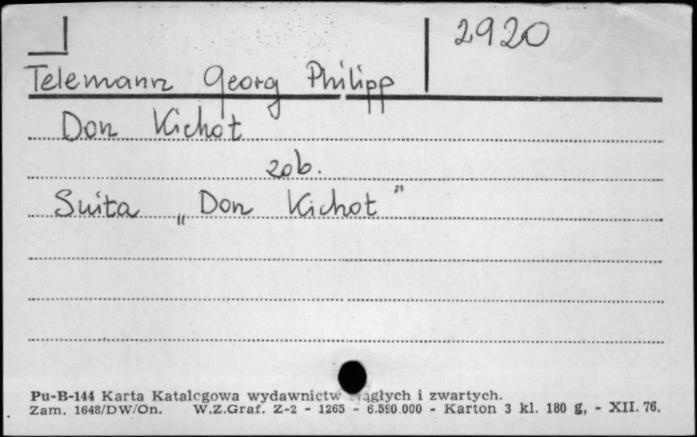 2920
Telemann Georg Philipp
Don Kichot
zob.
Suita „Don Kichot”
Pu-B-144 Karta Katalogowa wydawnictw ciągłych i zwartych.
Zam. 1648/DW/On. W.Z.Graf. Z-2 - 1265 - 6.590.000 - Karton 3 kl. 180 g, - XII. 76.